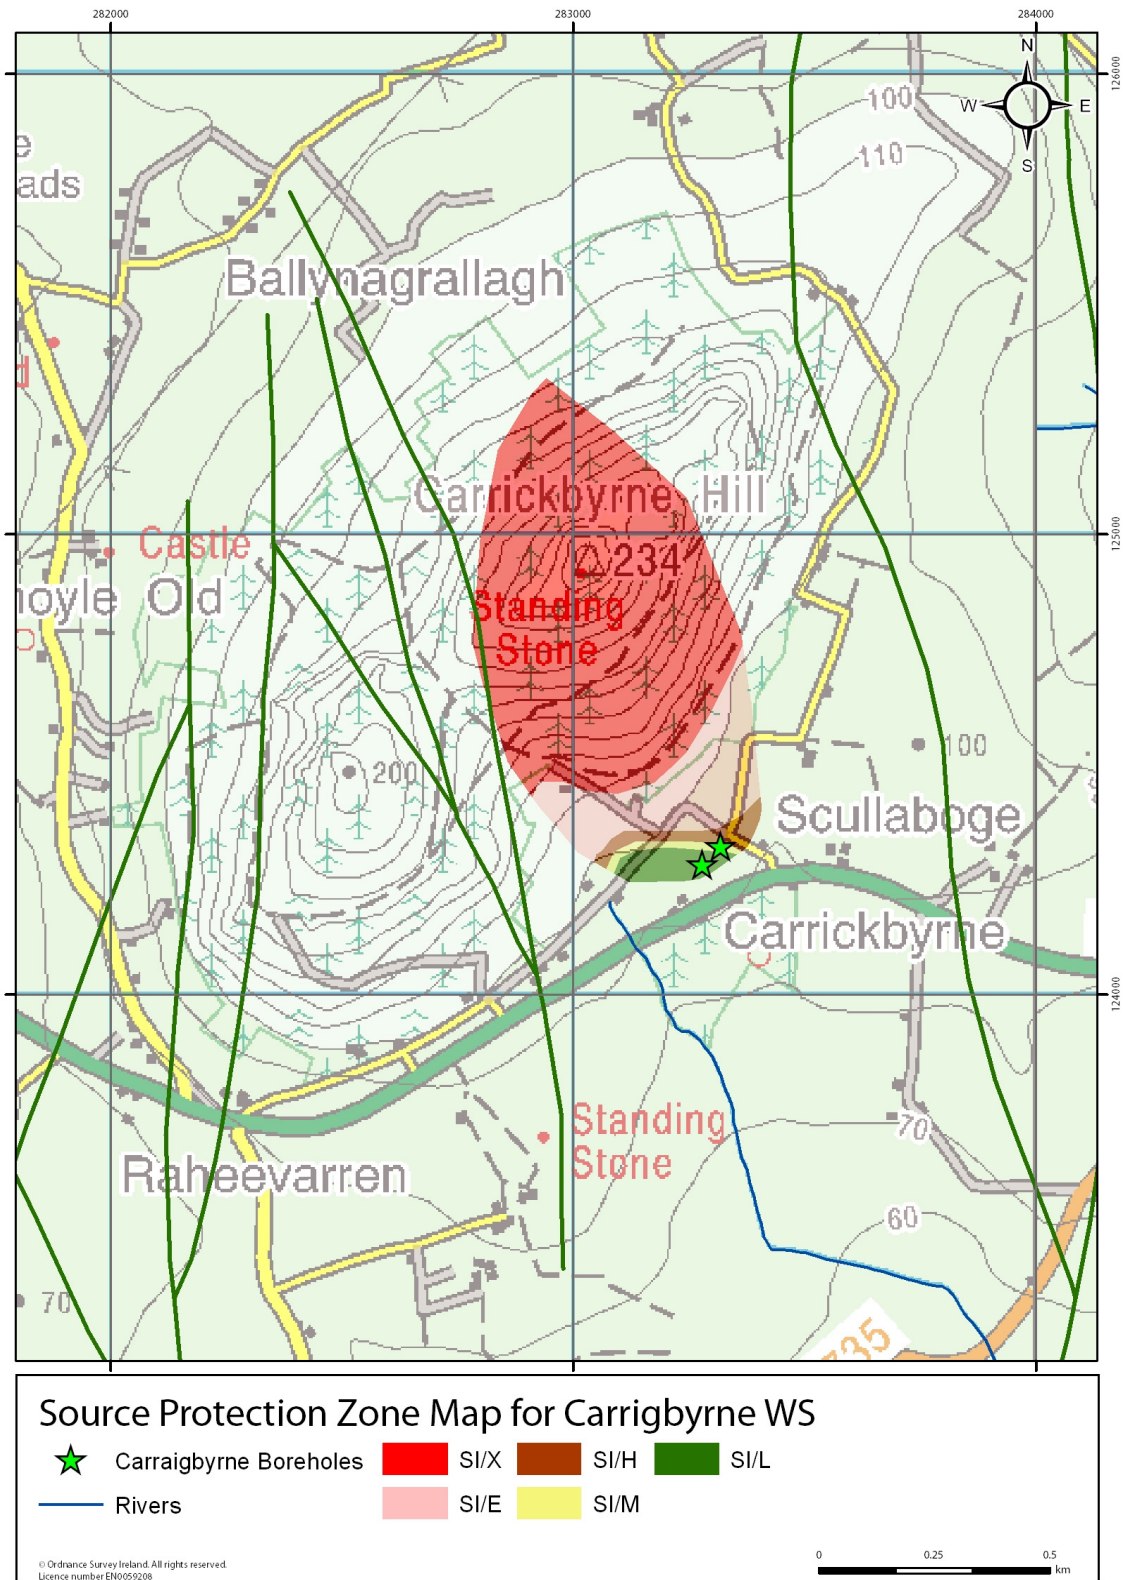 282000
283000
284000
N
W
E
S
126000
100
110
ads
Ballynagrallagh
Carrickbyrne Hill
125000
Castle
234
Old
Standing
Stone
200
100
Scullaboge
Carrickbyrne
124000
Standing
Stone
70
Raheevarren
60
70
735
Source Protection Zone Map for Carrigbyrne WS
Carraigbyrne Boreholes
SI/X
SI/H
SI/L
Rivers
SI/E
SI/M
© Ordnance Survey Ireland. All rights reserved.
Licence number EN0059208
0
0.25
0.5
km